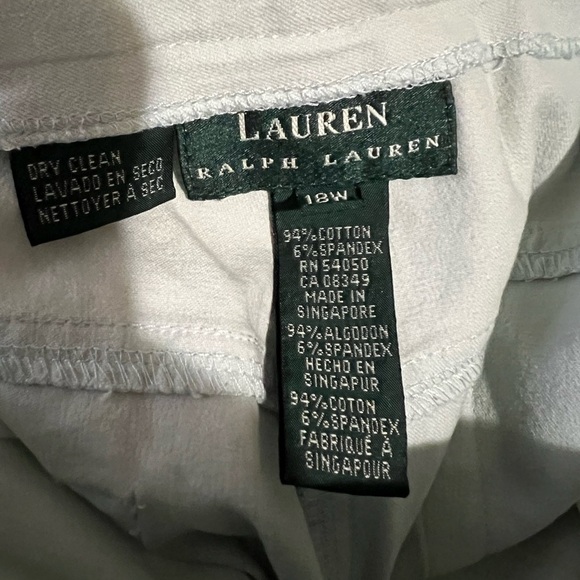 LAUREN
RALPH LAUREN
18W
DRY CLEAN
LAVADO EN SECO
NETTOYER À SEC
94% COTTON
6% SPANDEX
RN 54050
CA 08349
MADE IN
SINGAPORE
94% ALGODON
6% SPANDEX
HECHO EN
SINGAPUR
94% COTON
6% SPANDEX
FABRIQUÉ À
SINGAPOUR